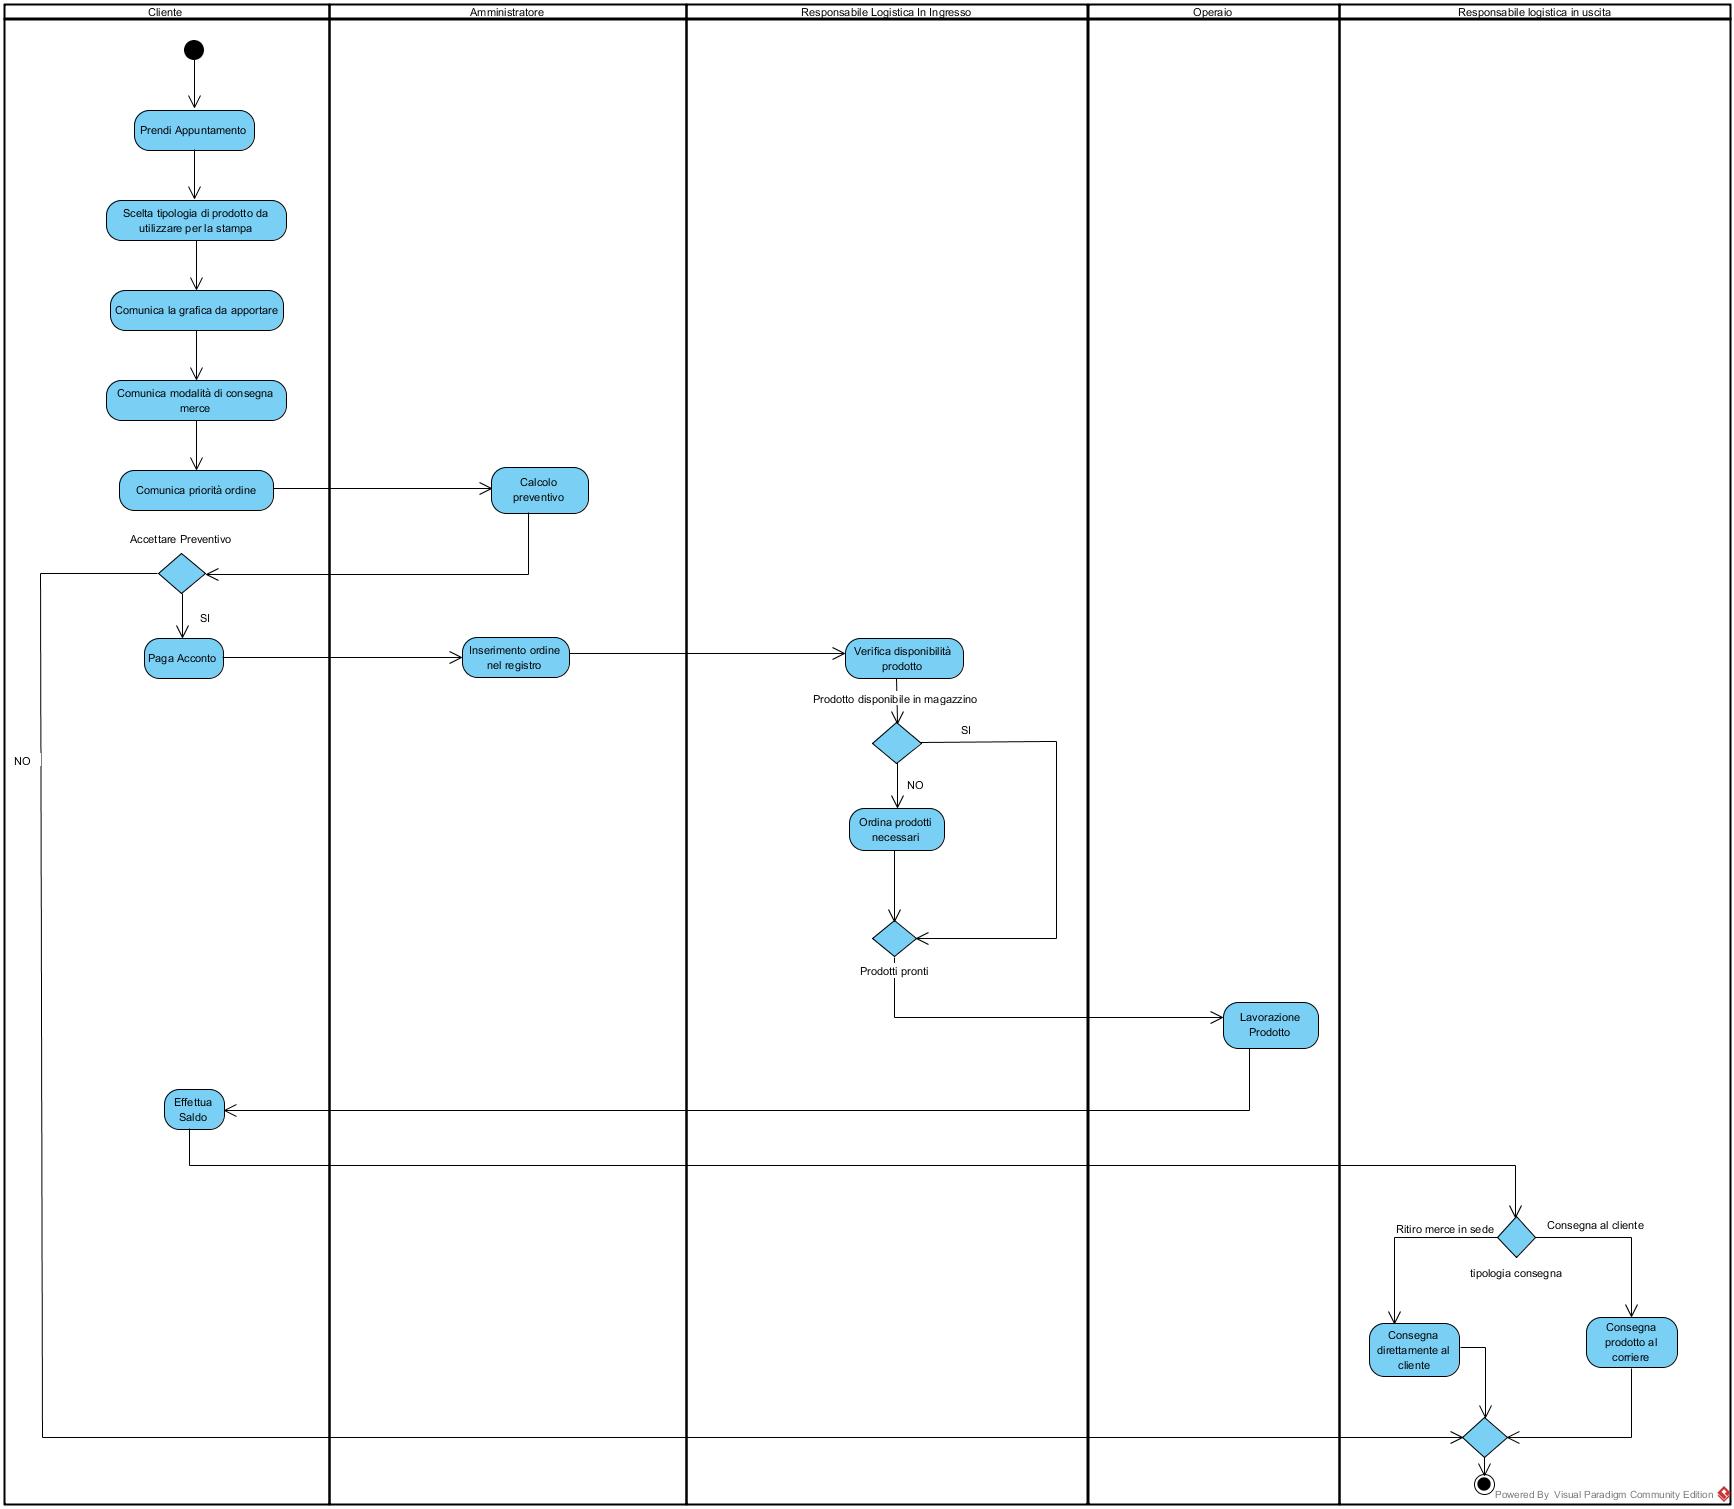 Cliente
Amministratore
Responsabile Logistica In Ingresso
Operaio
Responsabile logistica in uscita
Prendi Appuntamento
Scelta tipologia di prodotto da
utilizzare per la stampa
Comunica la grafica da apportare
Comunica modalità di consegna
merce
Comunica priorità ordine
Calcolo
preventivo
Accettare Preventivo
SI
Paga Acconto
Inserimento ordine
nel registro
Verifica disponibilità
prodotto
Prodotto disponibile in magazzino
SI
NO
NO
Ordina prodotti
necessari
Prodotti pronti
Lavorazione
Prodotto
Effettua
Saldo
Ritiro merce in sede
Consegna al cliente
tipologia consegna
Consegna
direttamente al
cliente
Consegna
prodotto al
corriere
Powered By Visual Paradigm Community Edition